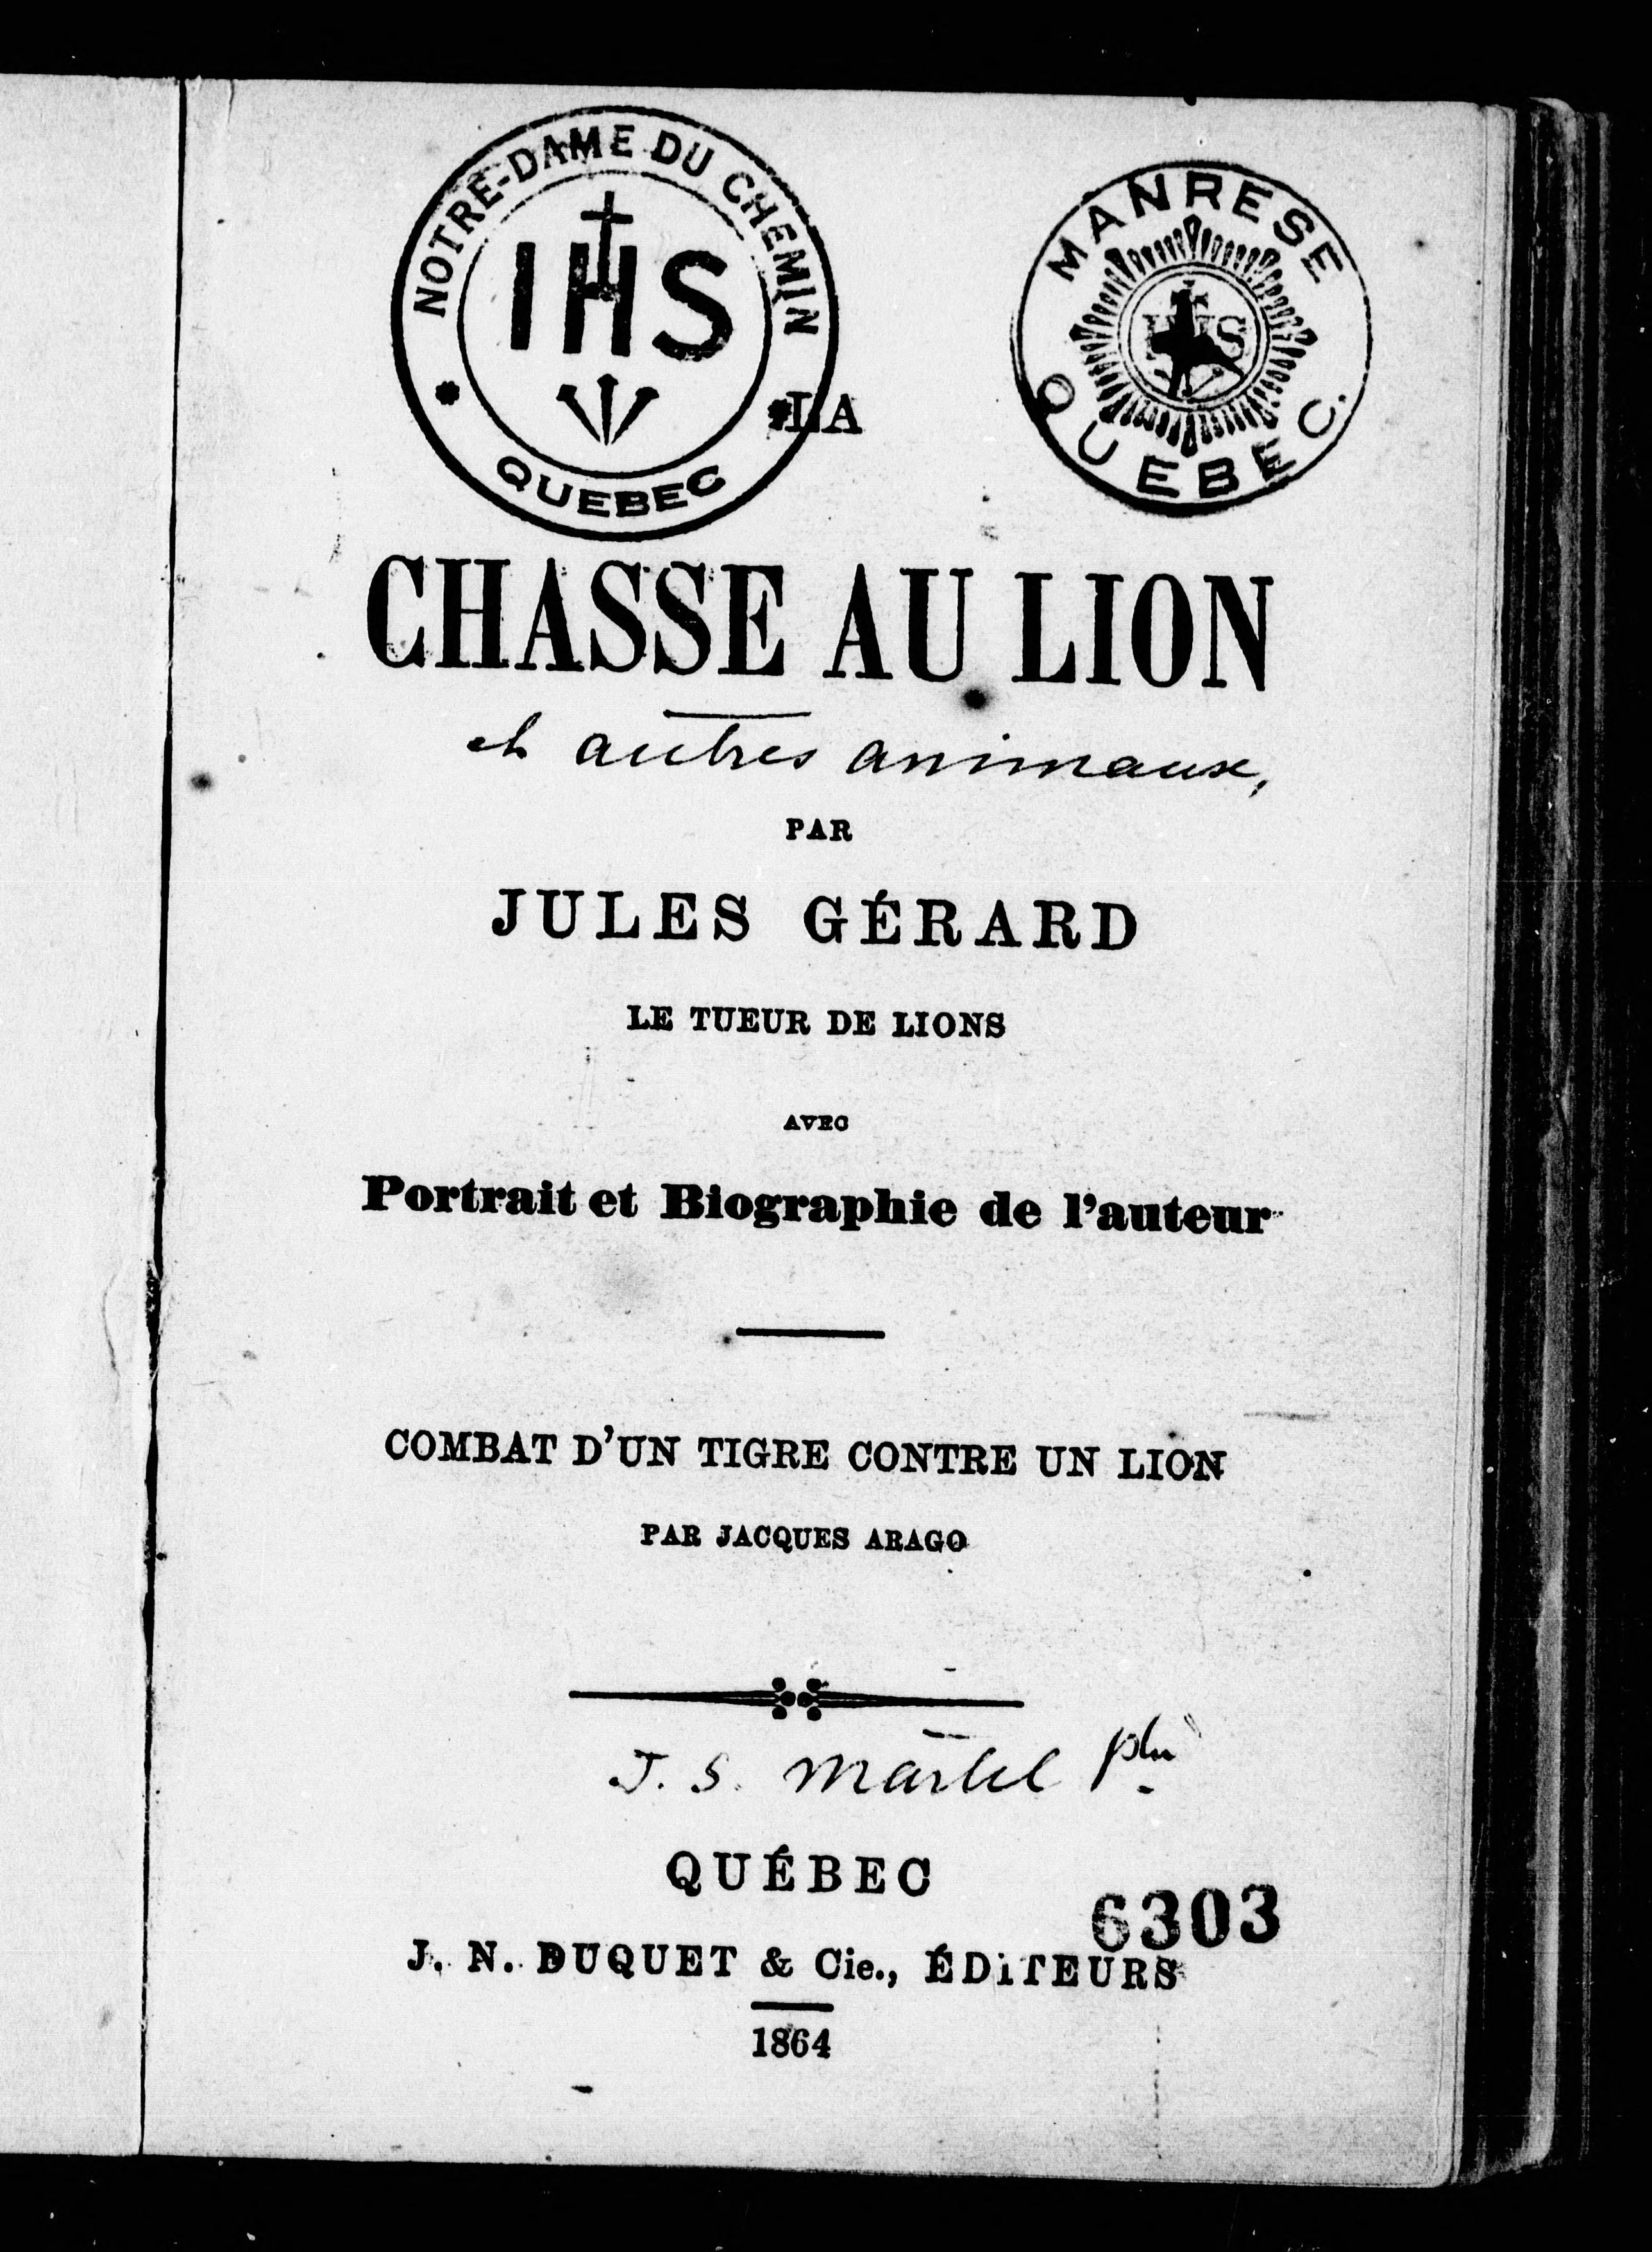 NOTRE-DAME DU CHEMIN
IHS
QUEBEC
MANRESE
IHS
QUEBEC.
LA
CHASSE AU LION
et autres animaux,
PAR
JULES GÉRARD
LE TUEUR DE LIONS
AVEC
Portrait et Biographie de l'auteur
COMBAT D'UN TIGRE CONTRE UN LION
PAR JACQUES ARAGO
J. S. Martel
QUÉBEC
6303
J. N. DUQUET & Cie., ÉDITEURS
1864